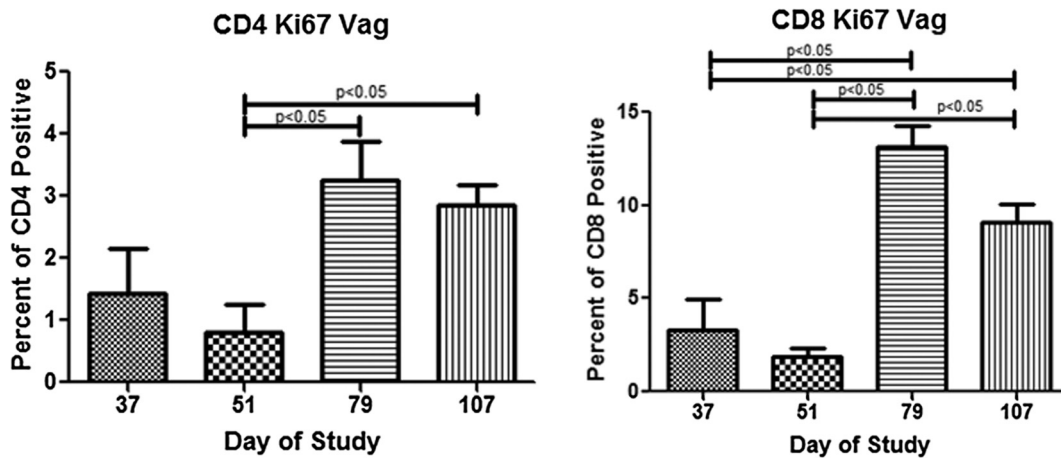 CD4 Ki67 Vag
p<0.05
p<0.05
5
4
3
2
1
0
Percent of CD4 Positive
37 51 79 107
Day of Study
CD8 Ki67 Vag
p<0.05
p<0.05
p<0.05
p<0.05
15
10
5
0
Percent of CD8 Positive
37 51 79 107
Day of Study